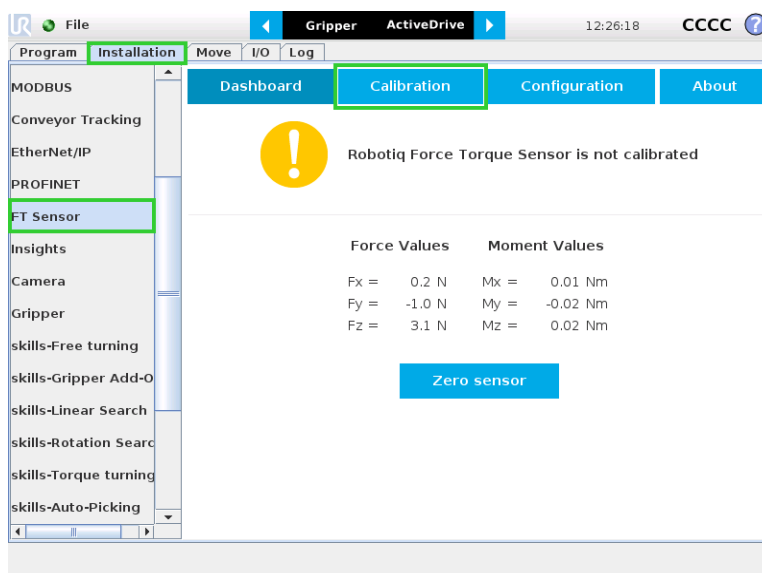 UR File Gripper ActiveDrive 12:26:18 CCCC ?
Program Installation Move I/O Log
MODBUS
Conveyor Tracking
EtherNet/IP
PROFINET
FT Sensor
Insights
Camera
Gripper
skills-Free turning
skills-Gripper Add-O
skills-Linear Search
skills-Rotation Searc
skills-Torque turning
skills-Auto-Picking
Dashboard Calibration Configuration About
Robotiq Force Torque Sensor is not calibrated
Force Values Moment Values
Fx = 0.2 N Mx = 0.01 Nm
Fy = -1.0 N My = -0.02 Nm
Fz = 3.1 N Mz = 0.02 Nm
Zero sensor